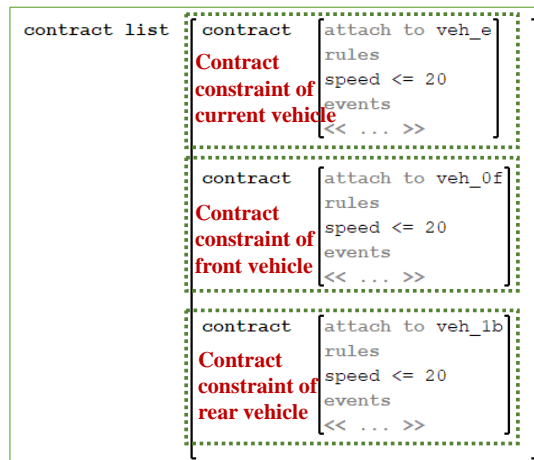 contract list
contract attach to veh_e
Contract rules
constraint of speed <= 20
current vehicle events
<< ... >>
contract attach to veh_0f
Contract rules
constraint of speed <= 20
front vehicle events
<< ... >>
contract attach to veh_1b
Contract rules
constraint of speed <= 20
rear vehicle events
<< ... >>